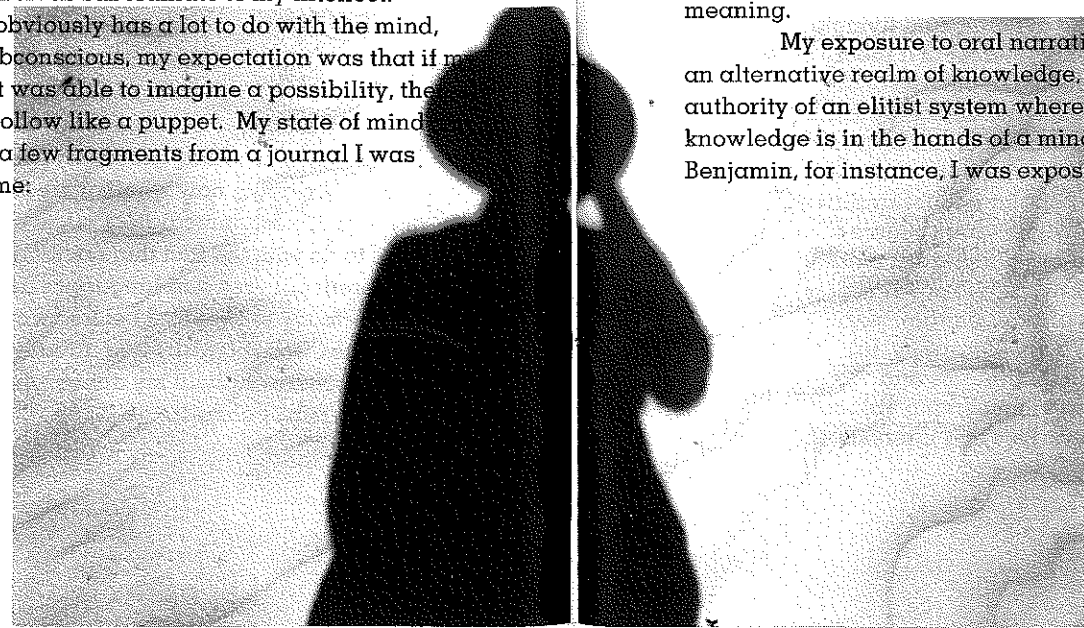 obviously has a lot to do with the mind,
bconscious, my expectation was that if
t was able to imagine a possibility, the
ollow like a puppet. My state of mind
a few fragments from a journal I was
me:
meaning.
My exposure to oral narrati
an alternative realm of knowledge,
authority of an elitist system where
knowledge is in the hands of a mino
Benjamin, for instance, I was expos